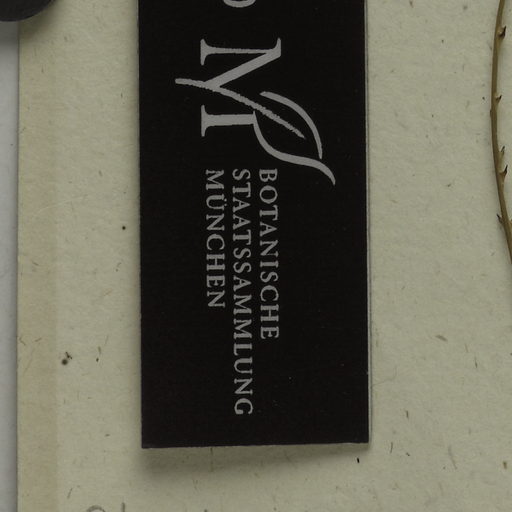 M
BOTANISCHE
STAATSSAMMLUNG
MÜNCHEN